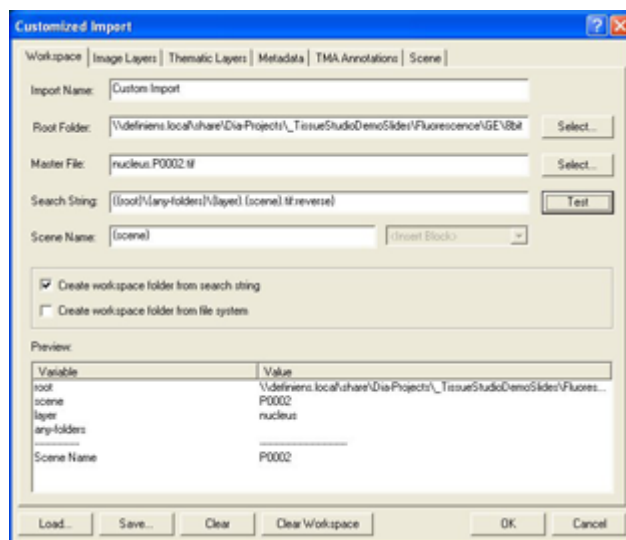 Customized Import
Workspace Image Layers Thematic Layers Metadata TMA Annotations Scene
Import Name: Custom Import
Root Folder: \\definiens.local\share\Dia-Projects\_TissueStudioDemoSlides\Fluorescence\GE\8bit Select...
Master File: nucleus.P0002.tif Select...
Search String: {(root)\(any-folders)\(layer).(scene).tif:reverse} Test
Scene Name: {scene} <Insert Block>
Create workspace folder from search string
Create workspace folder from file system
Preview:
Variable Value
root \\definiens.local\share\Dia-Projects\_TissueStudioDemoSlides\Fluores...
scene P0002
layer nucleus
any-folders
Scene Name P0002
Load... Save... Clear Clear Workspace OK Cancel